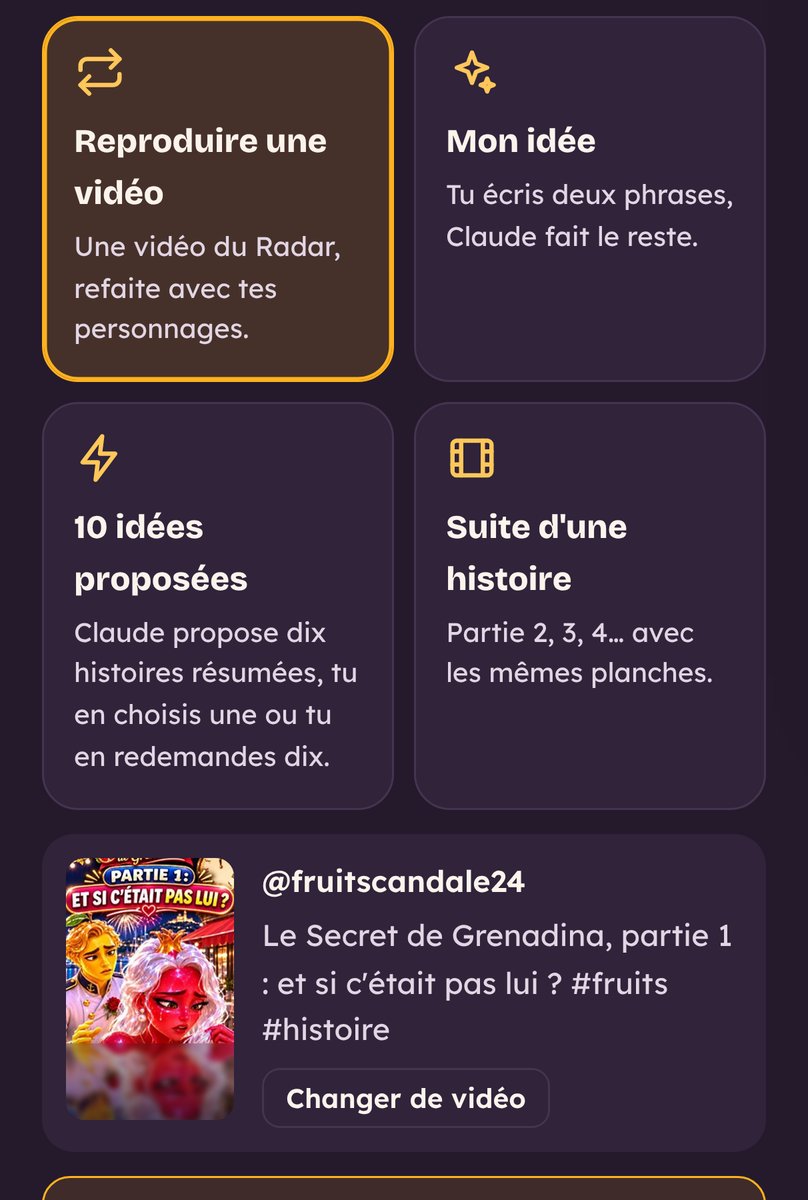 Reproduire une
vidéo
Une vidéo du Radar,
refaite avec tes
personnages.
Mon idée
Tu écris deux phrases,
Claude fait le reste.
10 idées
proposées
Claude propose dix
histoires résumées, tu
en choisis une ou tu
en redemandes dix.
Suite d'une
histoire
Partie 2, 3, 4... avec
les mêmes planches.
PARTIE 1:
ET SI C'ÉTAIT PAS LUI ?
@fruitscandale24
Le Secret de Grenadina, partie 1
: et si c'était pas lui ? #fruits
#histoire
Changer de vidéo